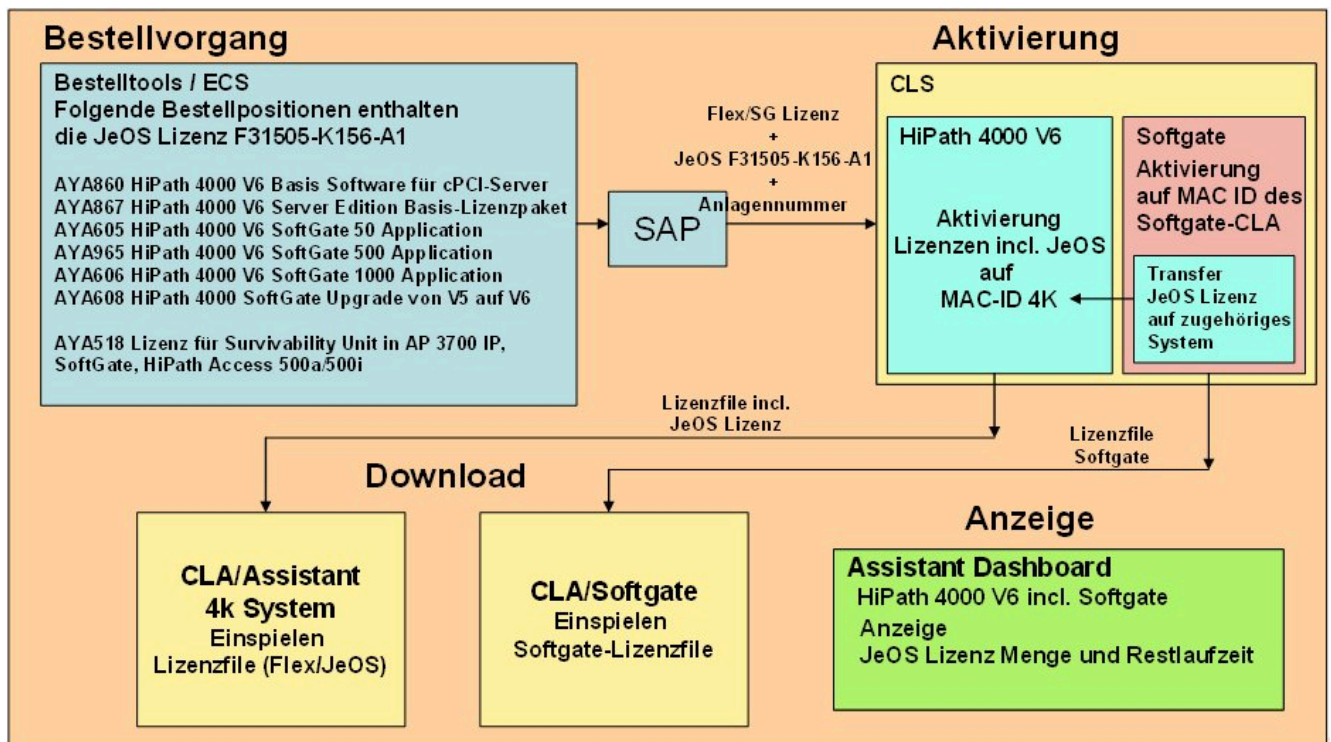 Bestellvorgang
Bestelltools / ECS
Folgende Bestellpositionen enthalten
die JeOS Lizenz F31505-K156-A1
AYA860 HiPath 4000 V6 Basis Software für cPCI-Server
AYA867 HiPath 4000 V6 Server Edition Basis-Lizenzpaket
AYA605 HiPath 4000 V6 SoftGate 50 Application
AYA965 HiPath 4000 V6 SoftGate 500 Application
AYA606 HiPath 4000 V6 SoftGate 1000 Application
AYA608 HiPath 4000 SoftGate Upgrade von V5 auf V6
AYA518 Lizenz für Survivability Unit in AP 3700 IP,
SoftGate, HiPath Access 500a/500i
SAP
Flex/SG Lizenz
+
JeOS F31505-K156-A1
+
Anlagennummer
Aktivierung
CLS
HiPath 4000 V6
Aktivierung
Lizenzen incl. JeOS
auf
MAC-ID 4K
Softgate
Aktivierung
auf MAC ID des
Softgate-CLA
Transfer
JeOS Lizenz
auf zugehöriges
System
Lizenzfile incl.
JeOS Lizenz
Lizenzfile
Softgate
Download
CLA/Assistant
4k System
Einspielen
Lizenzfile (Flex/JeOS)
CLA/Softgate
Einspielen
Softgate-Lizenzfile
Anzeige
Assistant Dashboard
HiPath 4000 V6 incl. Softgate
Anzeige
JeOS Lizenz Menge und Restlaufzeit